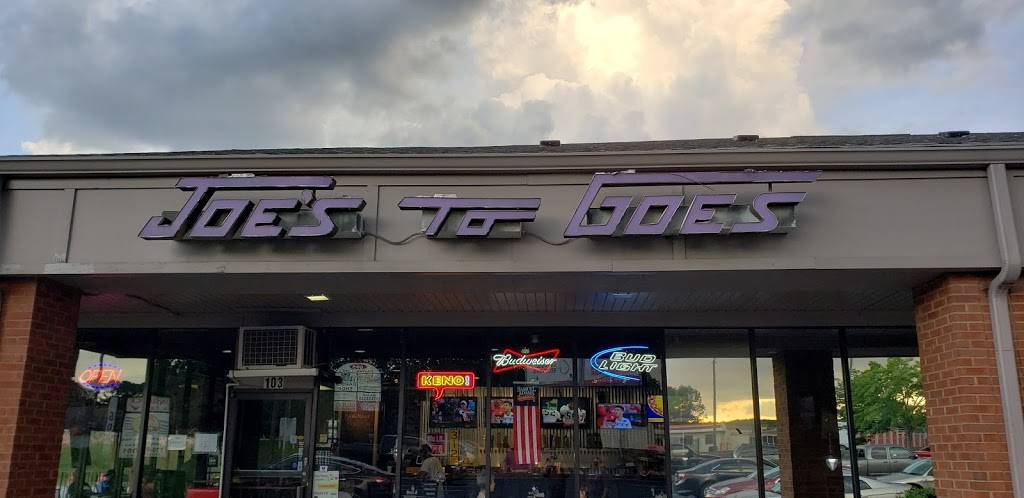 JOE'S TO GOES
OPEN
103
KENO!
Budweiser
BUD
LIGHT